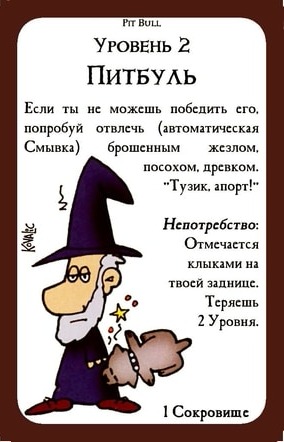 Pit Bull
Уровень 2
Питбуль
Если ты не можешь победить его,
попробуй отвлечь (автоматическая
Смывка) брошенным жезлом,
посохом, древком.
"Тузик, апорт!"
Непотребство:
Отмечается
клыками на
твоей заднице.
Теряешь
2 Уровня.
Kovalic
1 Сокровище